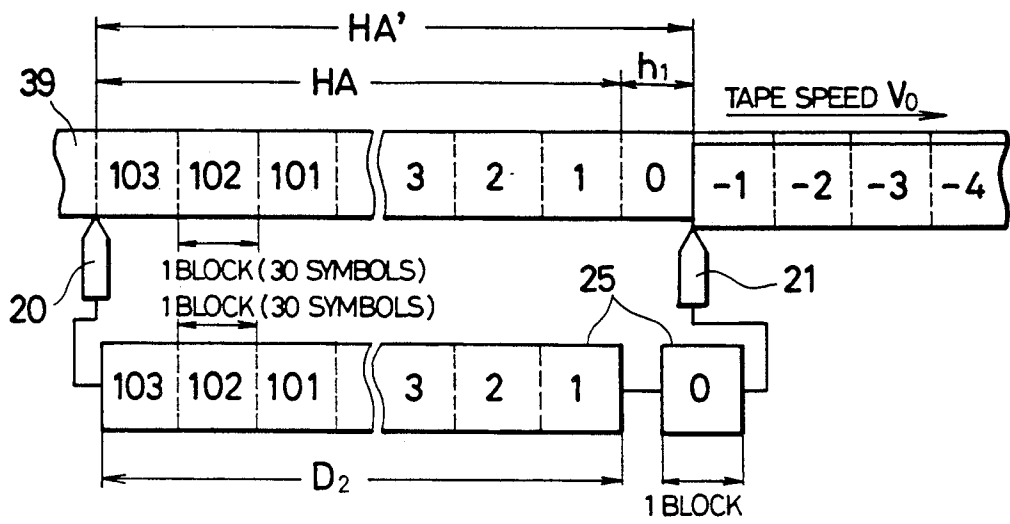 HA'
39
HA
h1
TAPE SPEED V0
103 102 101 3 2 1 0 -1 -2 -3 -4
20
1 BLOCK (30 SYMBOLS)
21
1 BLOCK (30 SYMBOLS)
25
103 102 101 3 2 1 0
D2
1 BLOCK